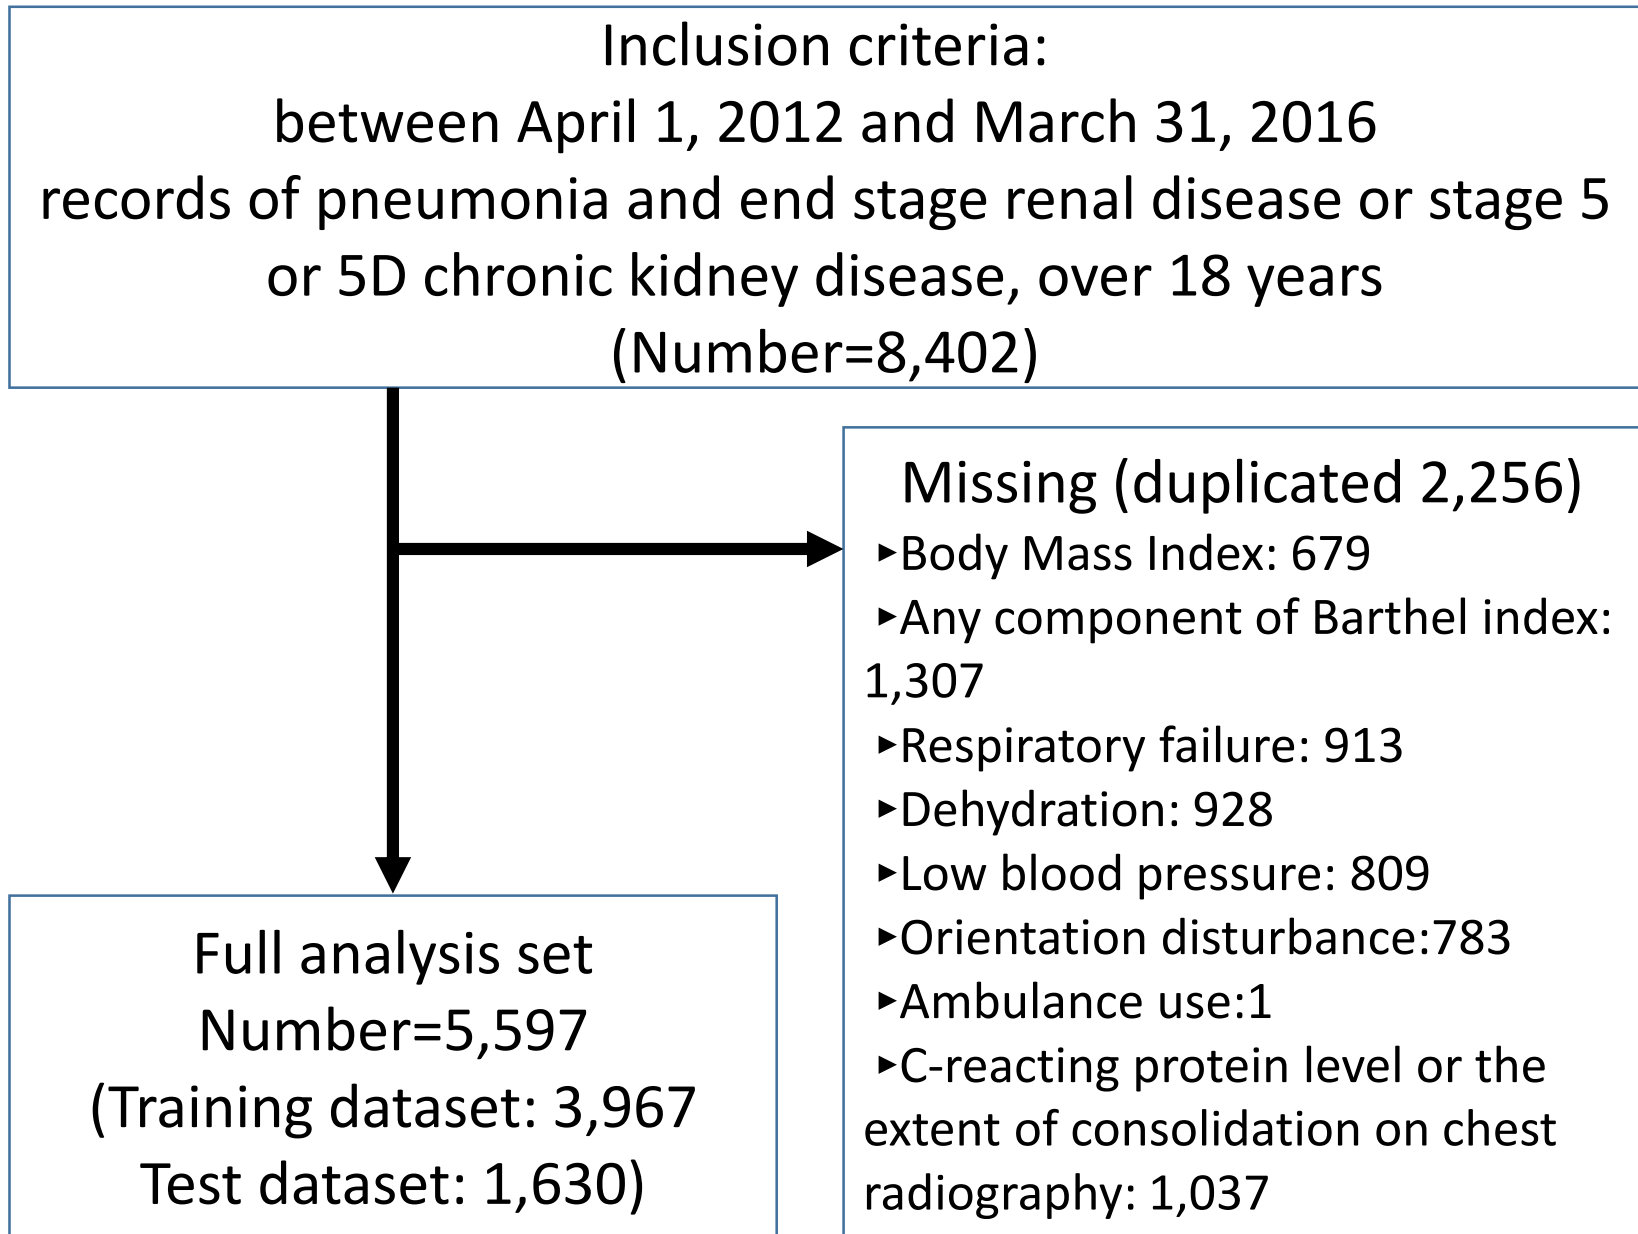 Inclusion criteria:
between April 1, 2012 and March 31, 2016
records of pneumonia and end stage renal disease or stage 5
or 5D chronic kidney disease, over 18 years
(Number=8,402)
Missing (duplicated 2,256)
▸Body Mass Index: 679
▸Any component of Barthel index:
1,307
▸Respiratory failure: 913
▸Dehydration: 928
▸Low blood pressure: 809
▸Orientation disturbance:783
▸Ambulance use:1
▸C-reacting protein level or the
extent of consolidation on chest
radiography: 1,037
Full analysis set
Number=5,597
(Training dataset: 3,967
Test dataset: 1,630)